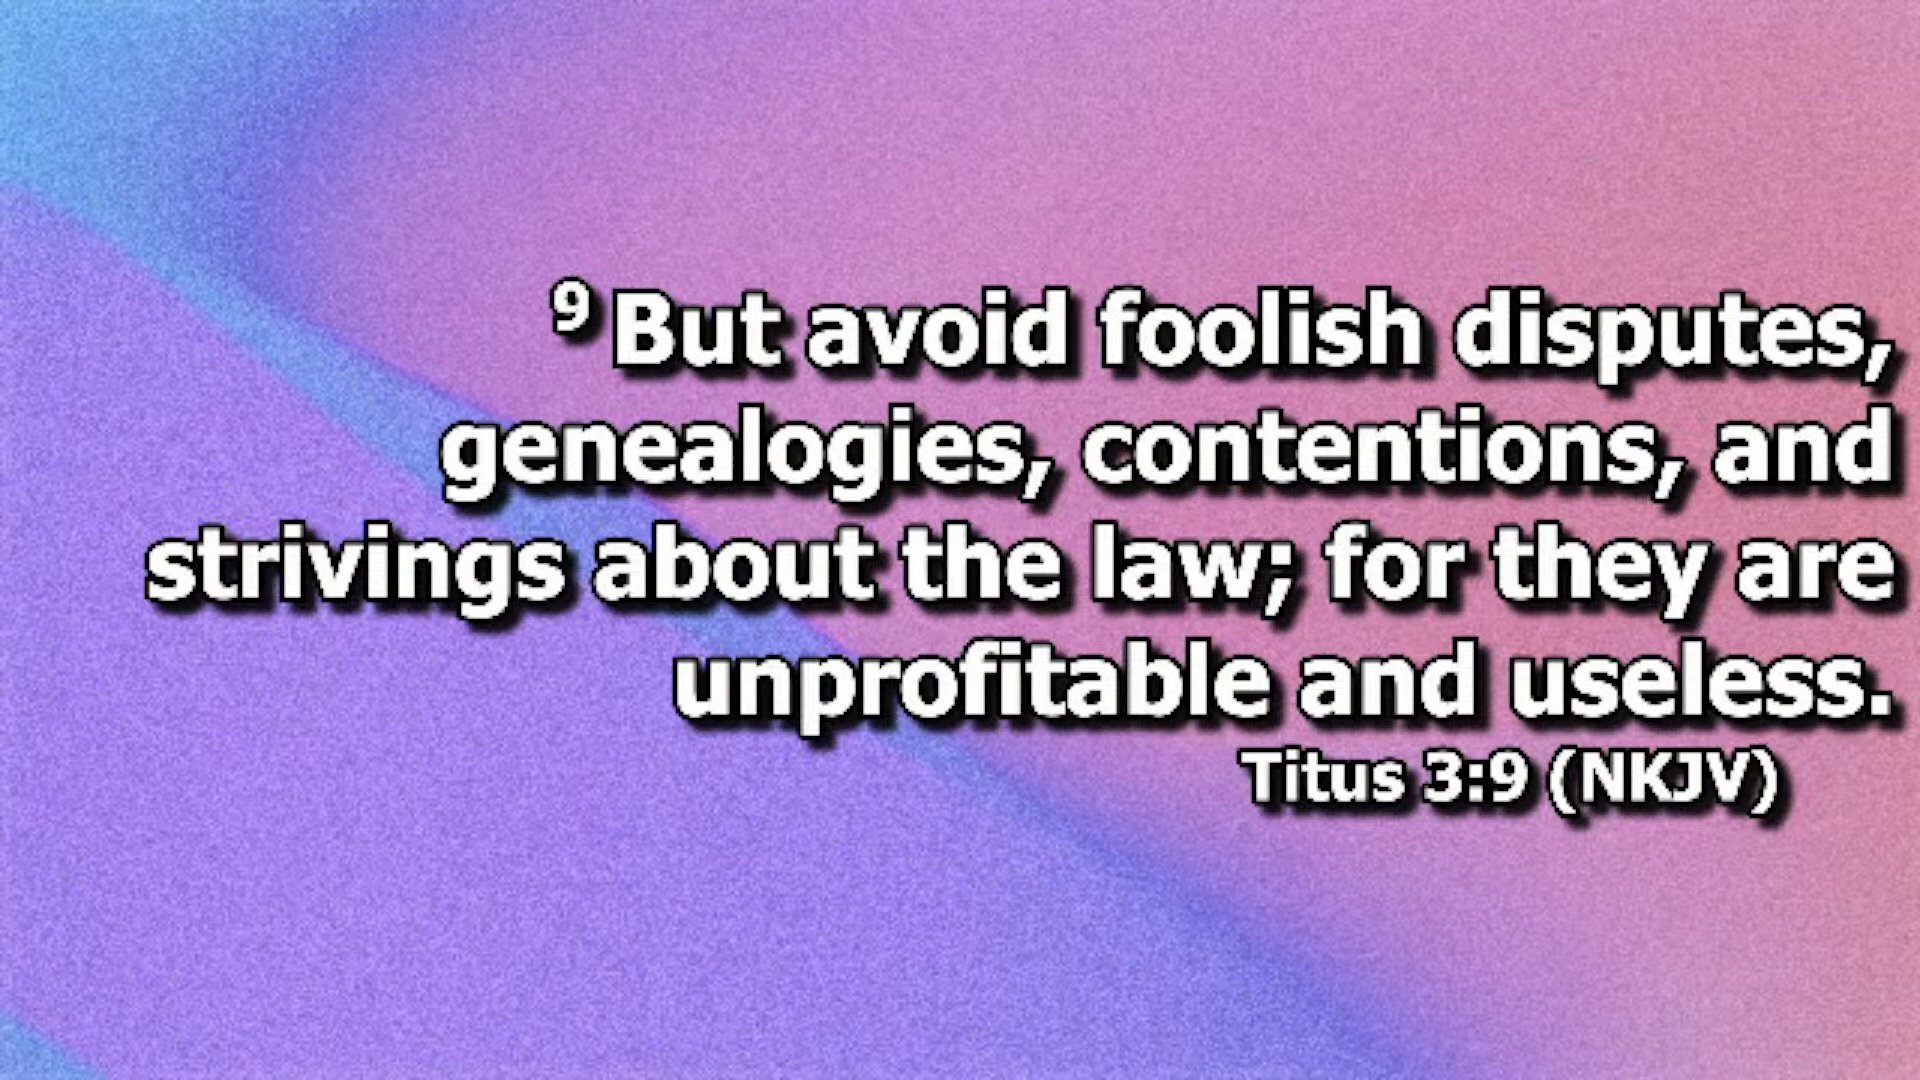 ⁹ But avoid foolish disputes,
genealogies, contentions, and
strivings about the law; for they are
unprofitable and useless.
Titus 3:9 (NKJV)